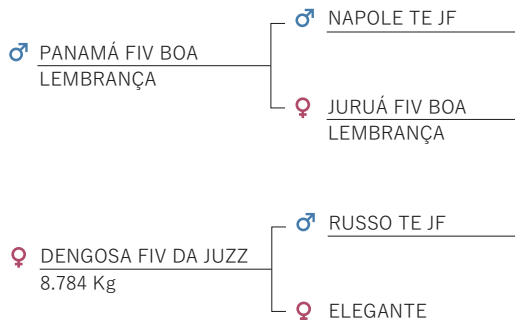 NAPOLE TE JF
PANAMÁ FIV BOA
LEMBRANÇA
JURUÁ FIV BOA
LEMBRANÇA
RUSSO TE JF
DENGOSA FIV DA JUZZ
8.784 Kg
ELEGANTE